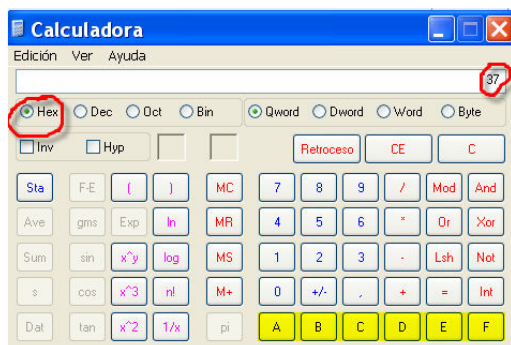 Calculadora
Edición Ver Ayuda
37
Hex Dec Oct Bin Qword Dword Word Byte
Inv Hyp Retroceso CE C
Sta F-E ( ) MC 7 8 9 / Mod And
Ave gms Exp ln MR 4 5 6 * Or Xor
Sum sin x^y log MS 1 2 3 - Lsh Not
s cos x^3 n! M+ 0 +/- , + = Int
Dat tan x^2 1/x pi A B C D E F